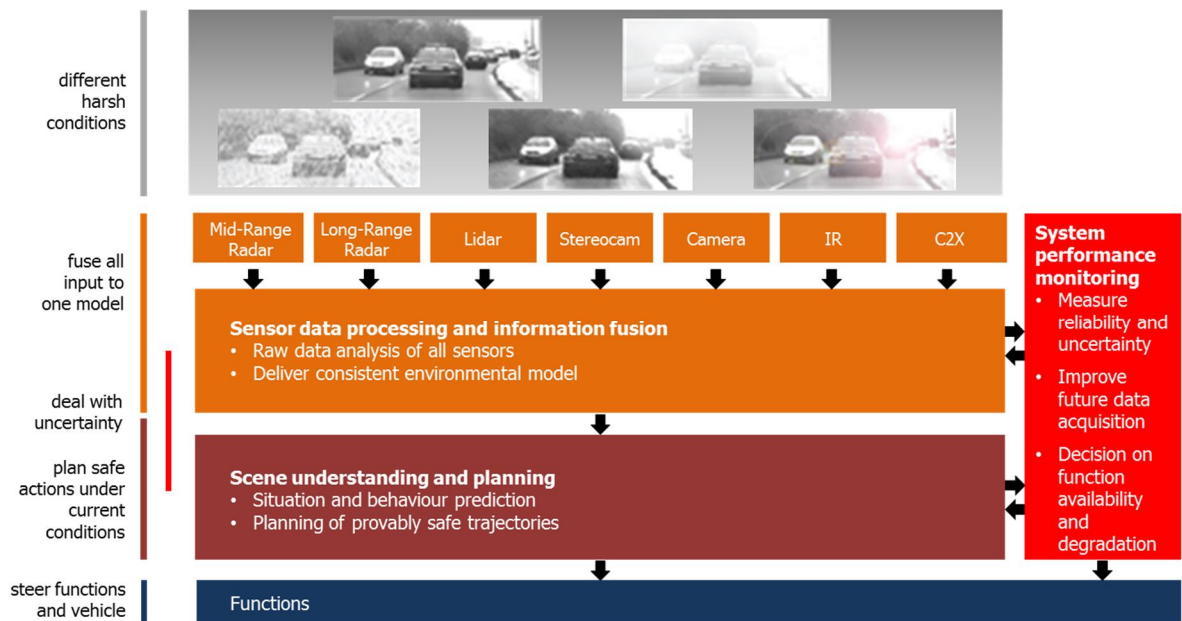 different
harsh
conditions
fuse all
input to
one model
deal with
uncertainty
plan safe
actions under
current
conditions
steer functions
and vehicle
Mid-Range
Radar
Long-Range
Radar
Lidar
Stereocam
Camera
IR
C2X
Sensor data processing and information fusion
• Raw data analysis of all sensors
• Deliver consistent environmental model
Scene understanding and planning
• Situation and behaviour prediction
• Planning of provably safe trajectories
System
performance
monitoring
• Measure
reliability and
uncertainty
• Improve
future data
acquisition
• Decision on
function
availability
and
degradation
Functions